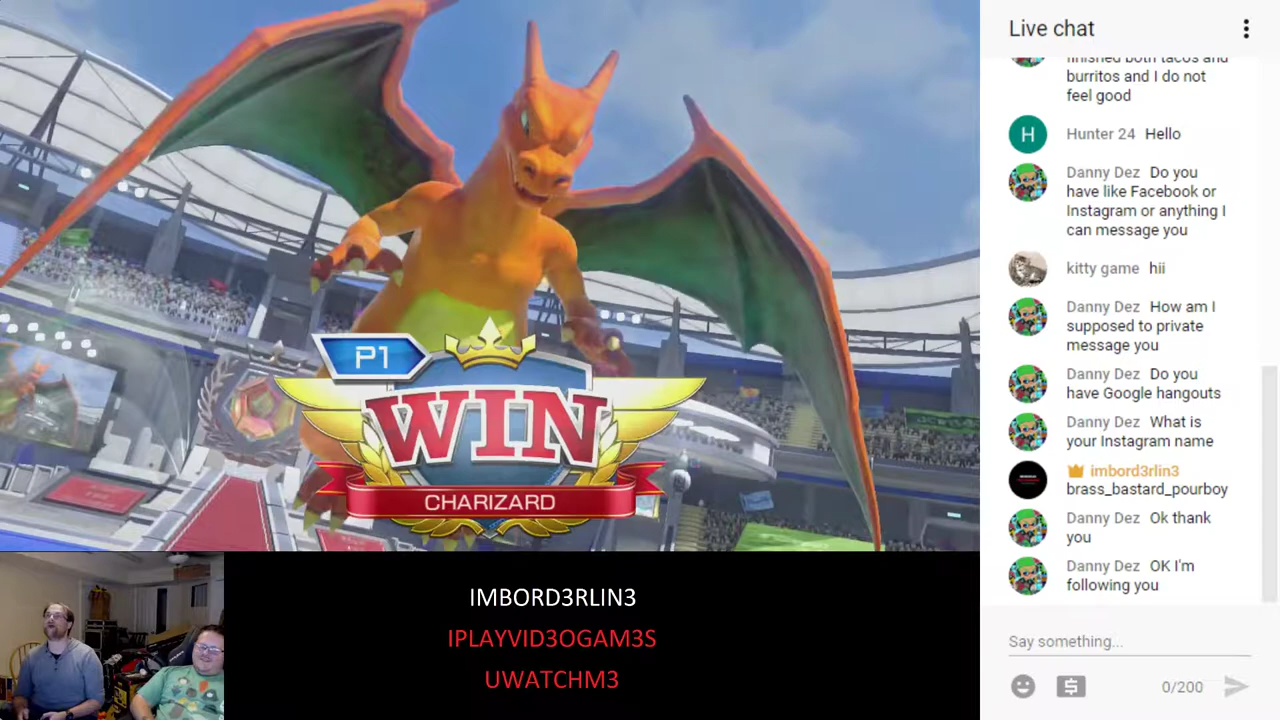 P1
WIN
CHARIZARD
IMBORD3RLIN3
IPLAYVID3OGAM3S
UWATCHM3
Live chat
finished both tacos and
burritos and I do not
feel good
H
Hunter 24 Hello
Danny Dez Do you
have like Facebook or
Instagram or anything I
can message you
kitty game hii
Danny Dez How am I
supposed to private
message you
Danny Dez Do you
have Google hangouts
Danny Dez What is
your Instagram name
imbord3rlin3
brass_bastard_pourboy
Danny Dez Ok thank
you
Danny Dez OK I'm
following you
Say something...
0/200